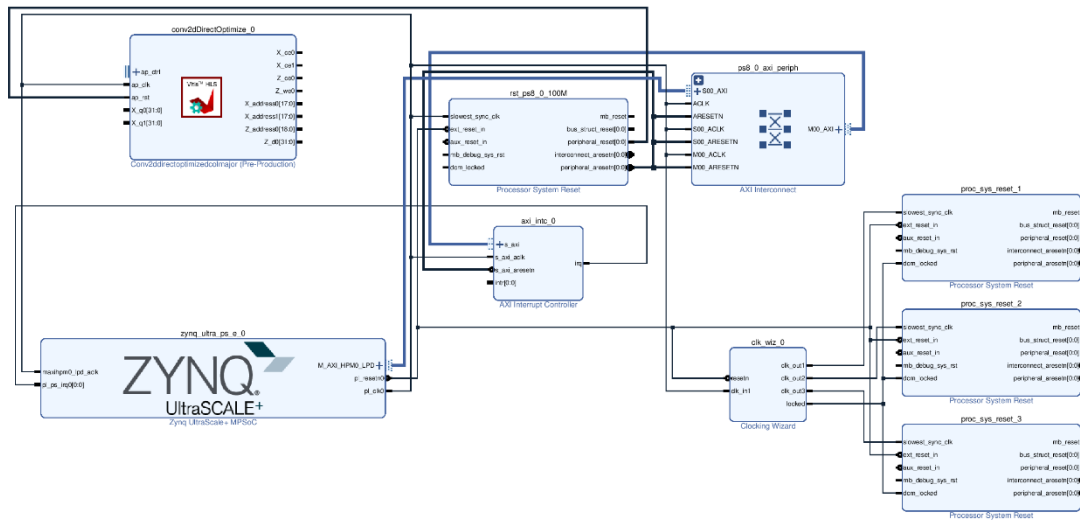 conv2dDirectOptimize_0
ap_ctrl
ap_clk
ap_rst
X_q0[31:0]
X_q1[31:0]
X_ce0
X_ce1
Z_ce0
Z_we0
X_address0[17:0]
X_address1[17:0]
Z_address0[18:0]
Z_d0[31:0]
Vitis™ HLS
Conv2ddirectoptimizedcolmajor (Pre-Production)
rst_ps8_0_100M
slowest_sync_clk
ext_reset_in
aux_reset_in
mb_debug_sys_rst
dcm_locked
mb_reset
bus_struct_reset[0:0]
peripheral_reset[0:0]
interconnect_aresetn[0:0]
peripheral_aresetn[0:0]
Processor System Reset
ps8_0_axi_periph
S00_AXI
ACLK
ARESETN
S00_ACLK
S00_ARESETN
M00_ACLK
M00_ARESETN
M00_AXI
AXI Interconnect
axi_intc_0
s_axi
s_axi_aclk
s_axi_aresetn
intr[0:0]
irq
AXI Interrupt Controller
zynq_ultra_ps_e_0
maxihpm0_lpd_aclk
pl_ps_irq0[0:0]
ZYNQ®
UltraSCALE+
M_AXI_HPM0_LPD
pl_resetn0
pl_clk0
Zynq UltraScale+ MPSoC
clk_wiz_0
resetn
clk_in1
clk_out1
clk_out2
clk_out3
locked
Clocking Wizard
proc_sys_reset_1
slowest_sync_clk
ext_reset_in
aux_reset_in
mb_debug_sys_rst
dcm_locked
mb_reset
bus_struct_reset[0:0]
peripheral_reset[0:0]
interconnect_aresetn[0:0]
peripheral_aresetn[0:0]
Processor System Reset
proc_sys_reset_2
slowest_sync_clk
ext_reset_in
aux_reset_in
mb_debug_sys_rst
dcm_locked
mb_reset
bus_struct_reset[0:0]
peripheral_reset[0:0]
interconnect_aresetn[0:0]
peripheral_aresetn[0:0]
Processor System Reset
proc_sys_reset_3
slowest_sync_clk
ext_reset_in
aux_reset_in
mb_debug_sys_rst
dcm_locked
mb_reset
bus_struct_reset[0:0]
peripheral_reset[0:0]
interconnect_aresetn[0:0]
peripheral_aresetn[0:0]
Processor System Reset